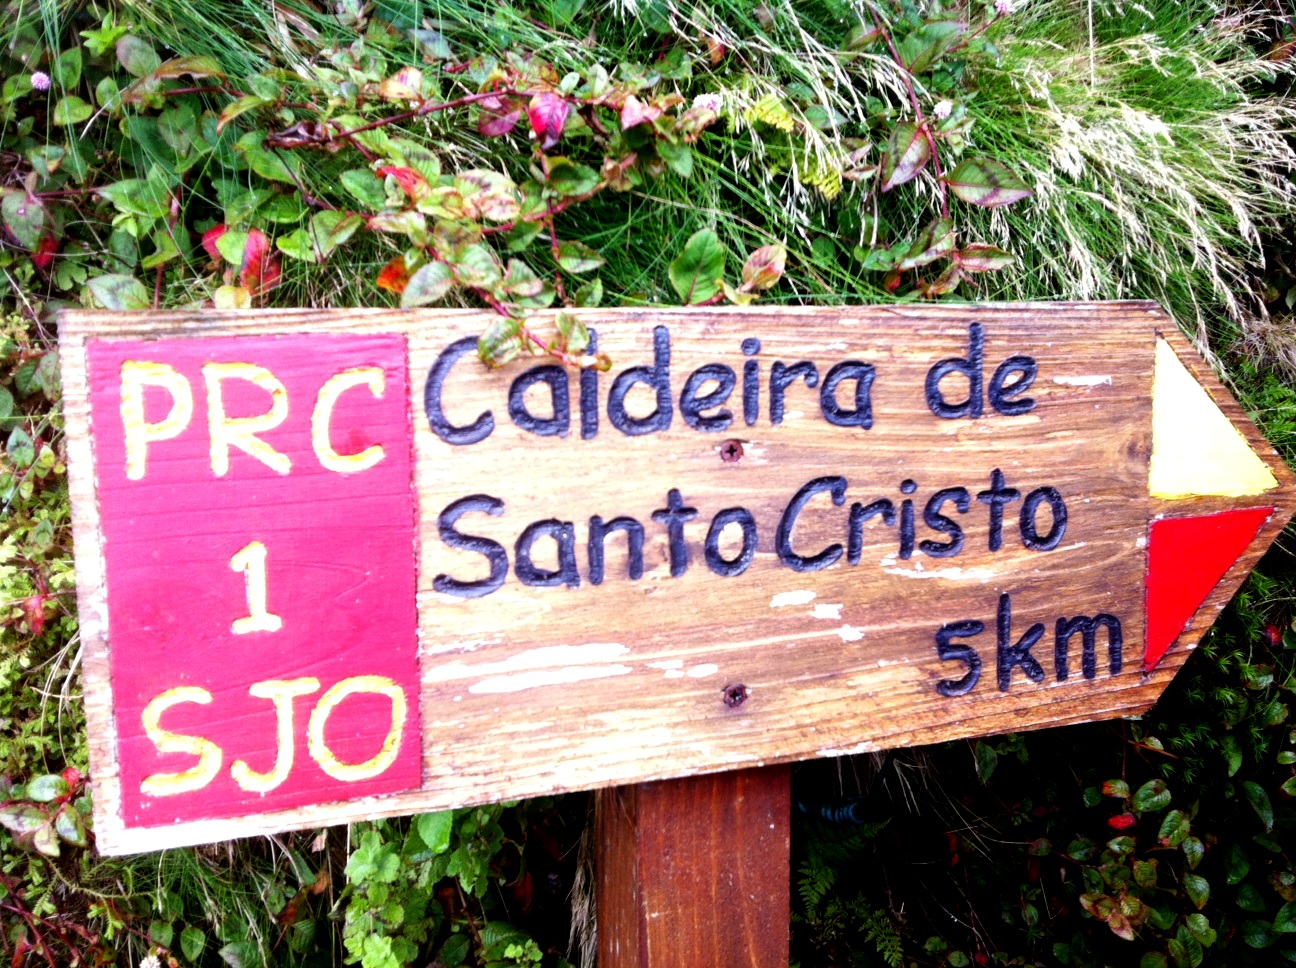 PRC
1
SJO
Caldeira de
Santo Cristo
5km